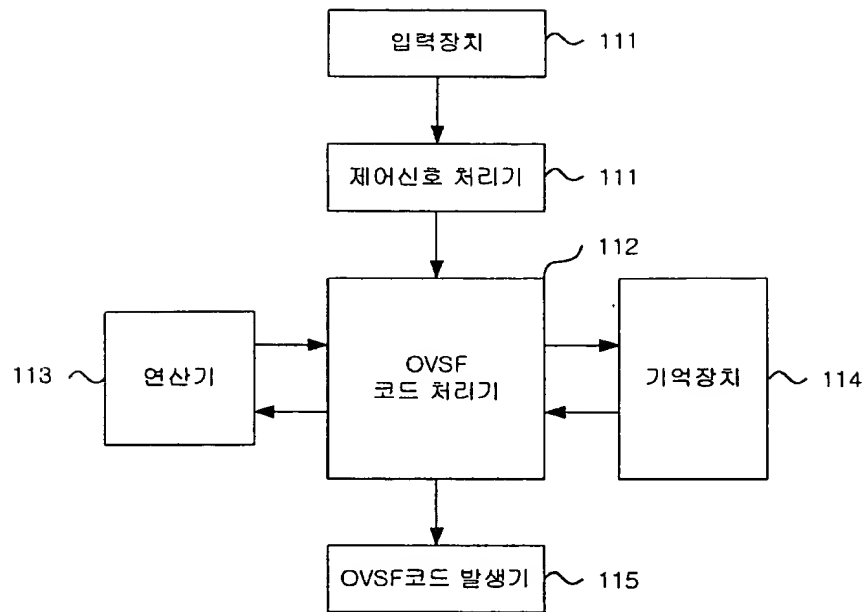 입력장치
111
제어신호 처리기
111
112
113
연산기
OVSF
코드 처리기
기억장치
114
OVSF코드 발생기
115